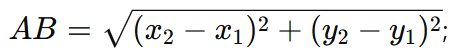 AB = √(x₂ − x₁)2 + (y₂ − y₁)2;